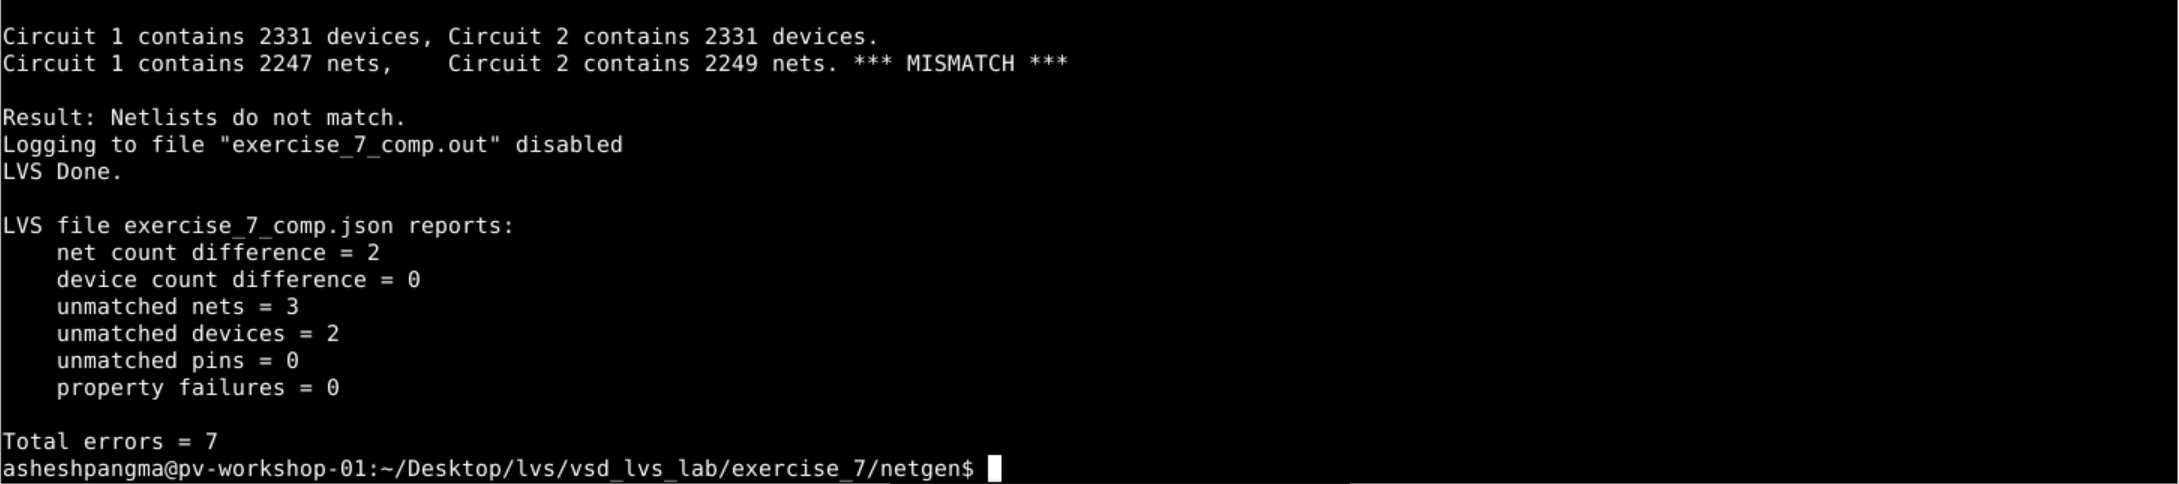 Circuit 1 contains 2331 devices, Circuit 2 contains 2331 devices.
Circuit 1 contains 2247 nets,    Circuit 2 contains 2249 nets. *** MISMATCH ***
Result: Netlists do not match.
Logging to file "exercise_7_comp.out" disabled
LVS Done.
LVS file exercise_7_comp.json reports:
    net count difference = 2
    device count difference = 0
    unmatched nets = 3
    unmatched devices = 2
    unmatched pins = 0
    property failures = 0
Total errors = 7
asheshpangma@pv-workshop-01:~/Desktop/lvs/vsd_lvs_lab/exercise_7/netgen$